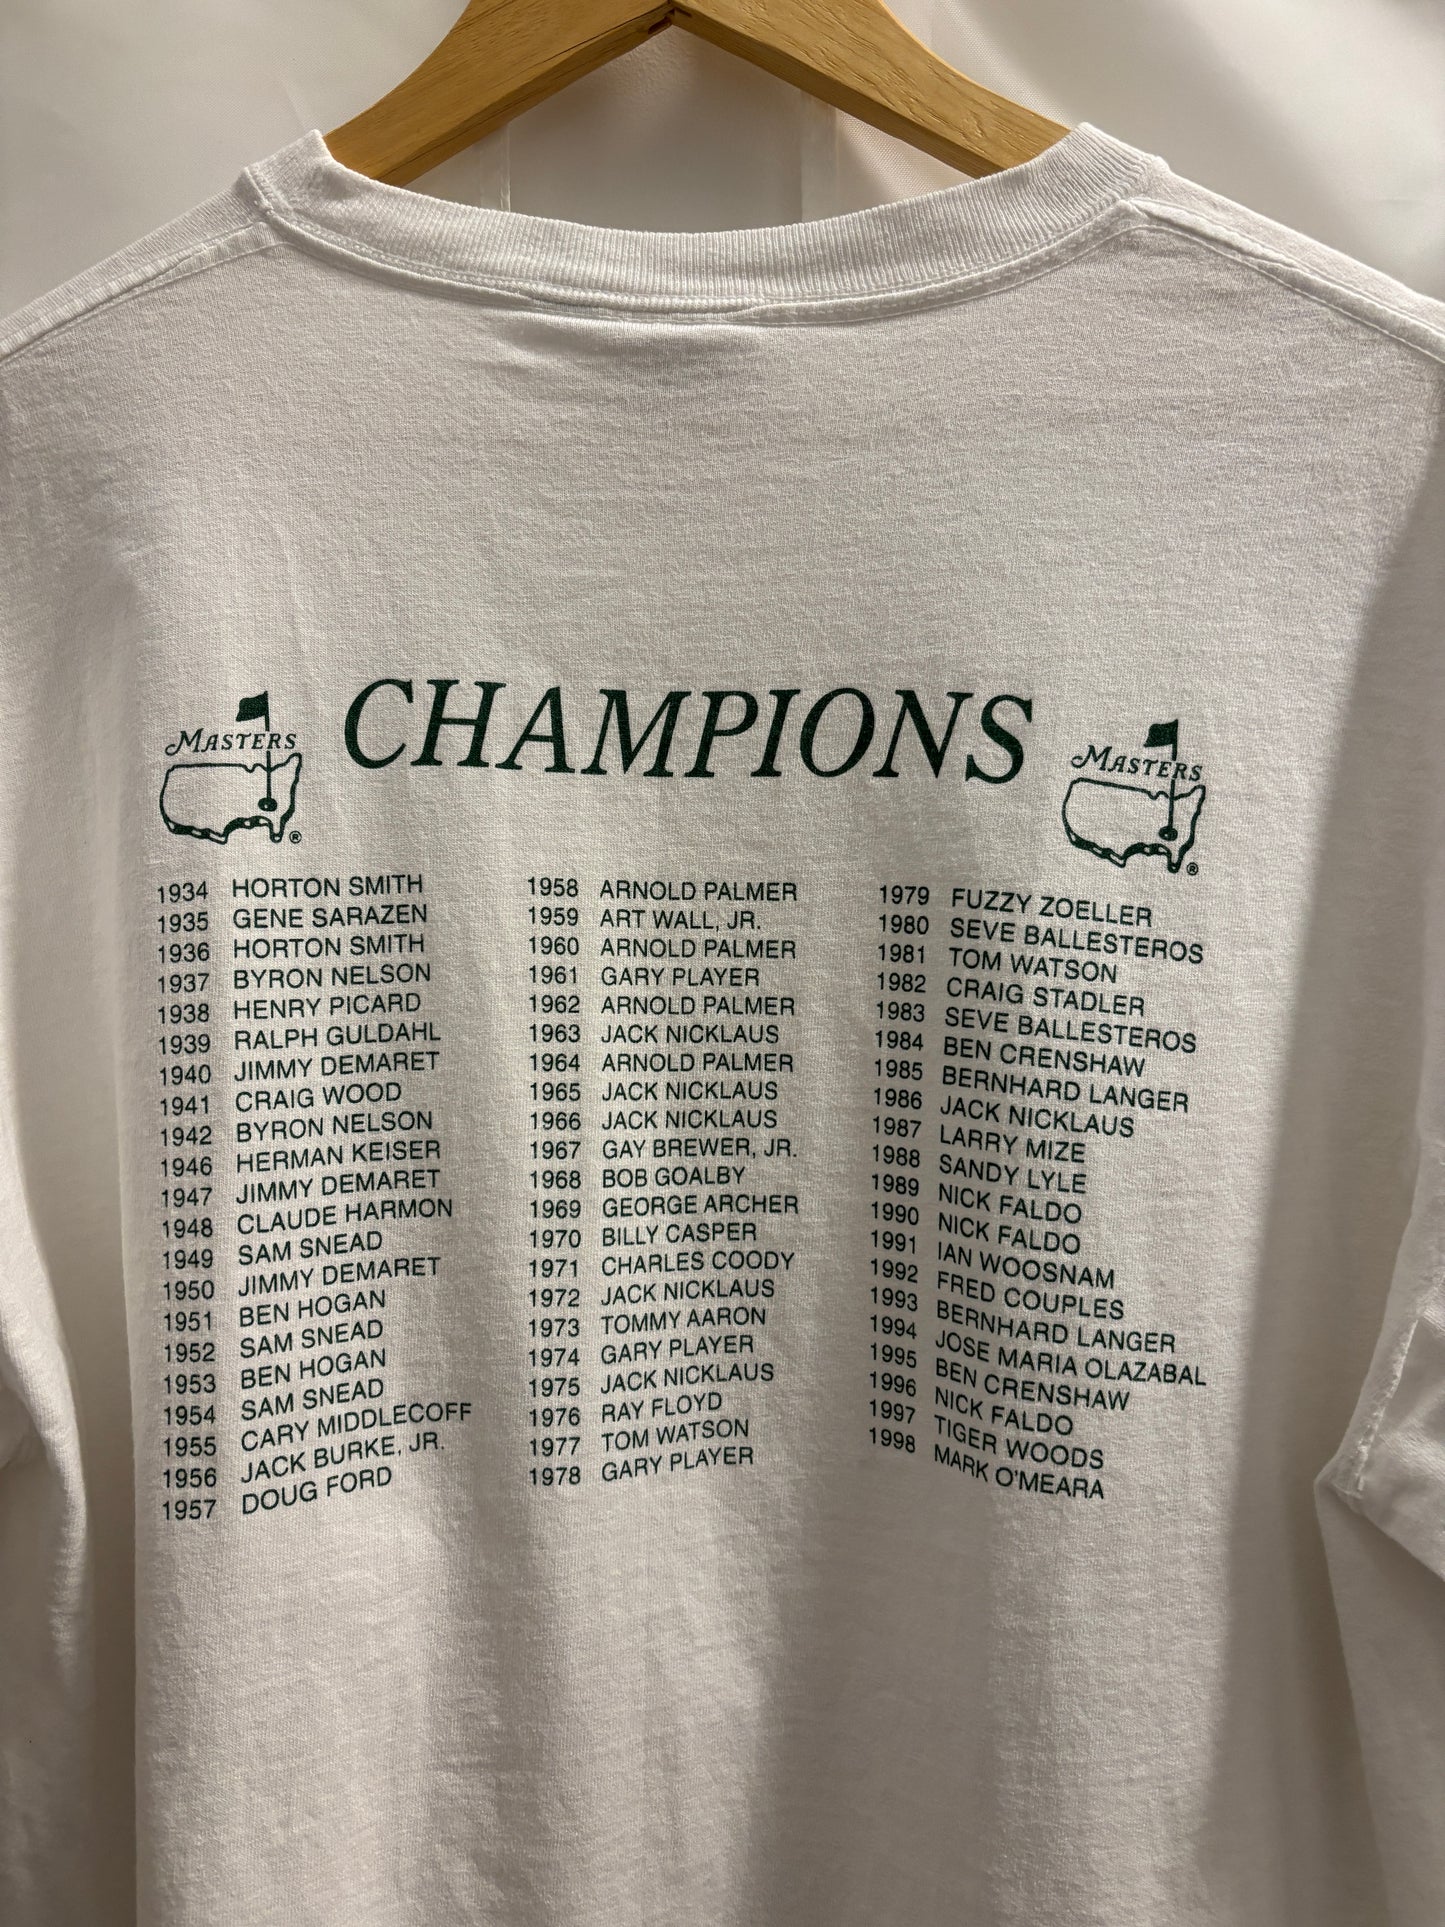 CHAMPIONS
MASTERS
®
MASTERS
®
1934 HORTON SMITH
1935 GENE SARAZEN
1936 HORTON SMITH
1937 BYRON NELSON
1938 HENRY PICARD
1939 RALPH GULDAHL
1940 JIMMY DEMARET
1941 CRAIG WOOD
1942 BYRON NELSON
1946 HERMAN KEISER
1947 JIMMY DEMARET
1948 CLAUDE HARMON
1949 SAM SNEAD
1950 JIMMY DEMARET
1951 BEN HOGAN
1952 SAM SNEAD
1953 BEN HOGAN
1954 SAM SNEAD
1955 CARY MIDDLECOFF
1956 JACK BURKE, JR.
1957 DOUG FORD
1958 ARNOLD PALMER
1959 ART WALL, JR.
1960 ARNOLD PALMER
1961 GARY PLAYER
1962 ARNOLD PALMER
1963 JACK NICKLAUS
1964 ARNOLD PALMER
1965 JACK NICKLAUS
1966 JACK NICKLAUS
1967 GAY BREWER, JR.
1968 BOB GOALBY
1969 GEORGE ARCHER
1970 BILLY CASPER
1971 CHARLES COODY
1972 JACK NICKLAUS
1973 TOMMY AARON
1974 GARY PLAYER
1975 JACK NICKLAUS
1976 RAY FLOYD
1977 TOM WATSON
1978 GARY PLAYER
1979 FUZZY ZOELLER
1980 SEVE BALLESTEROS
1981 TOM WATSON
1982 CRAIG STADLER
1983 SEVE BALLESTEROS
1984 BEN CRENSHAW
1985 BERNHARD LANGER
1986 JACK NICKLAUS
1987 LARRY MIZE
1988 SANDY LYLE
1989 NICK FALDO
1990 NICK FALDO
1991 IAN WOOSNAM
1992 FRED COUPLES
1993 BERNHARD LANGER
1994 JOSE MARIA OLAZABAL
1995 BEN CRENSHAW
1996 NICK FALDO
1997 TIGER WOODS
1998 MARK O'MEARA